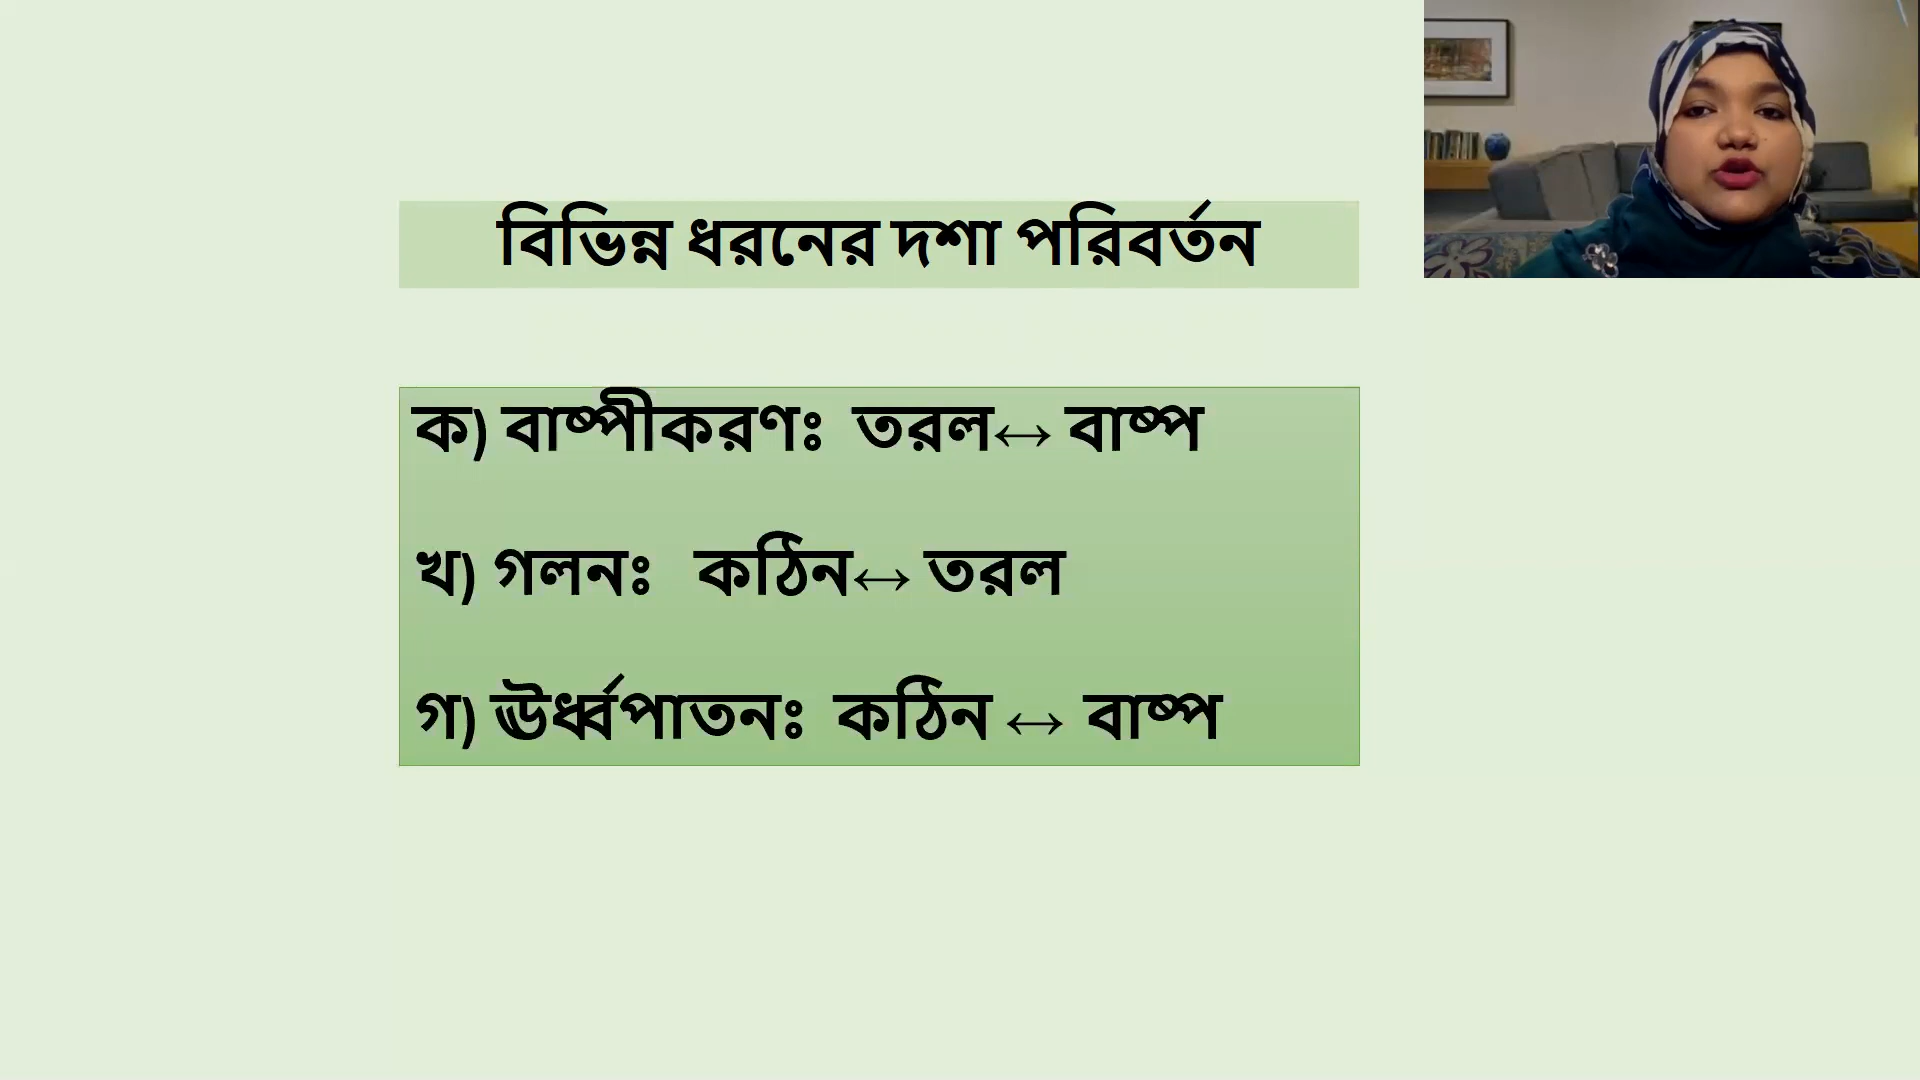 বিভিন্ন ধরনের দশা পরিবর্তন
ক) বাষ্পীকরণঃ তরল↔ বাষ্প
খ) গলনঃ কঠিন↔ তরল
গ) ঊর্ধ্বপাতনঃ কঠিন ↔ বাষ্প